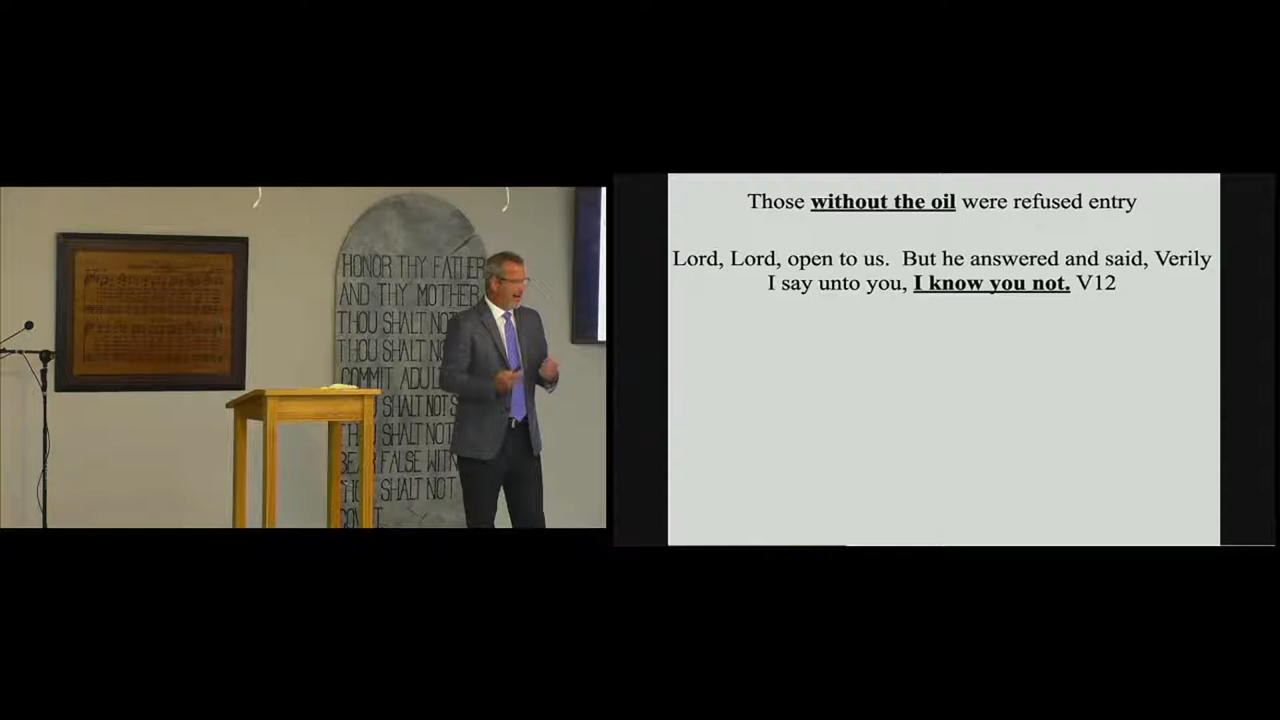 HONOR THY FATHER
AND THY MOTHER
THOU SHALT NOT
THOU SHALT NO
COMMIT ADUL
SHALT NOT S
SHALT NOT
BEAR FALSE WITN
THOU SHALT NOT
Those without the oil were refused entry
Lord, Lord, open to us. But he answered and said, Verily
I say unto you, I know you not. V12